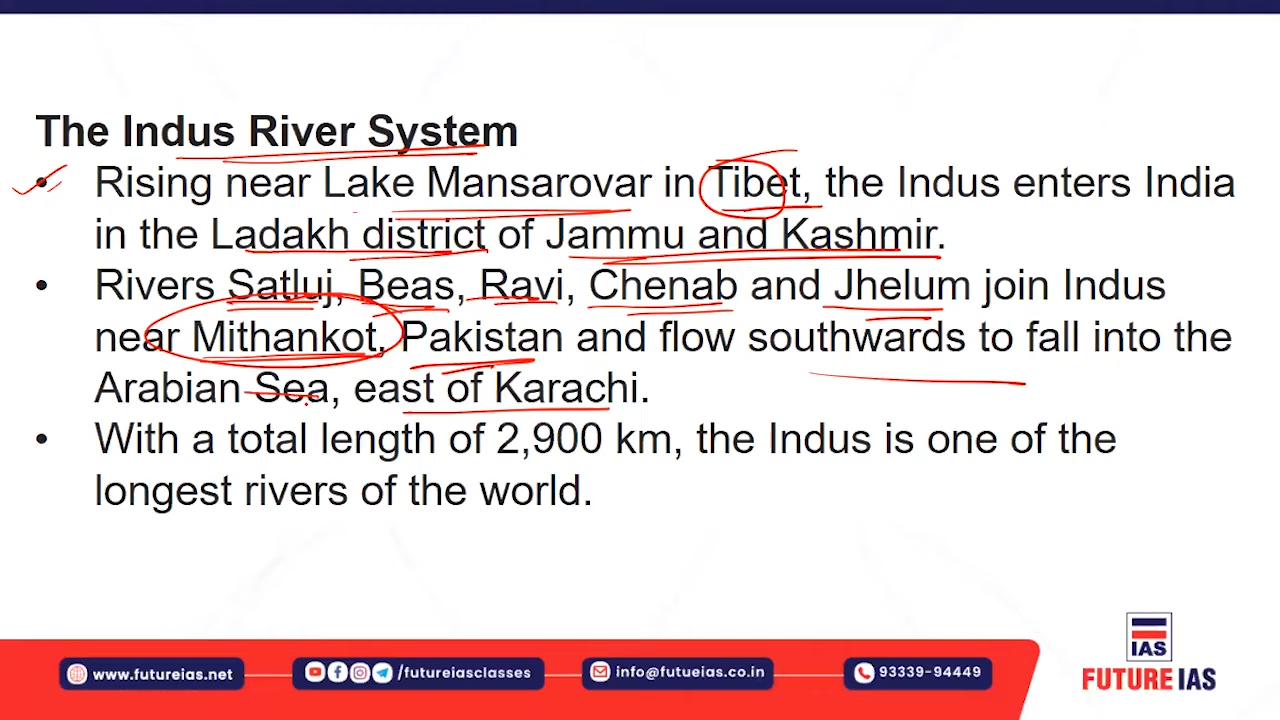 The Indus River System
• Rising near Lake Mansarovar in Tibet, the Indus enters India
in the Ladakh district of Jammu and Kashmir.
• Rivers Satluj, Beas, Ravi, Chenab and Jhelum join Indus
near Mithankot, Pakistan and flow southwards to fall into the
Arabian Sea, east of Karachi.
• With a total length of 2,900 km, the Indus is one of the
longest rivers of the world.
www.futureias.net
/futureiasclasses
info@futueias.co.in
93339-94449
IAS
FUTURE IAS